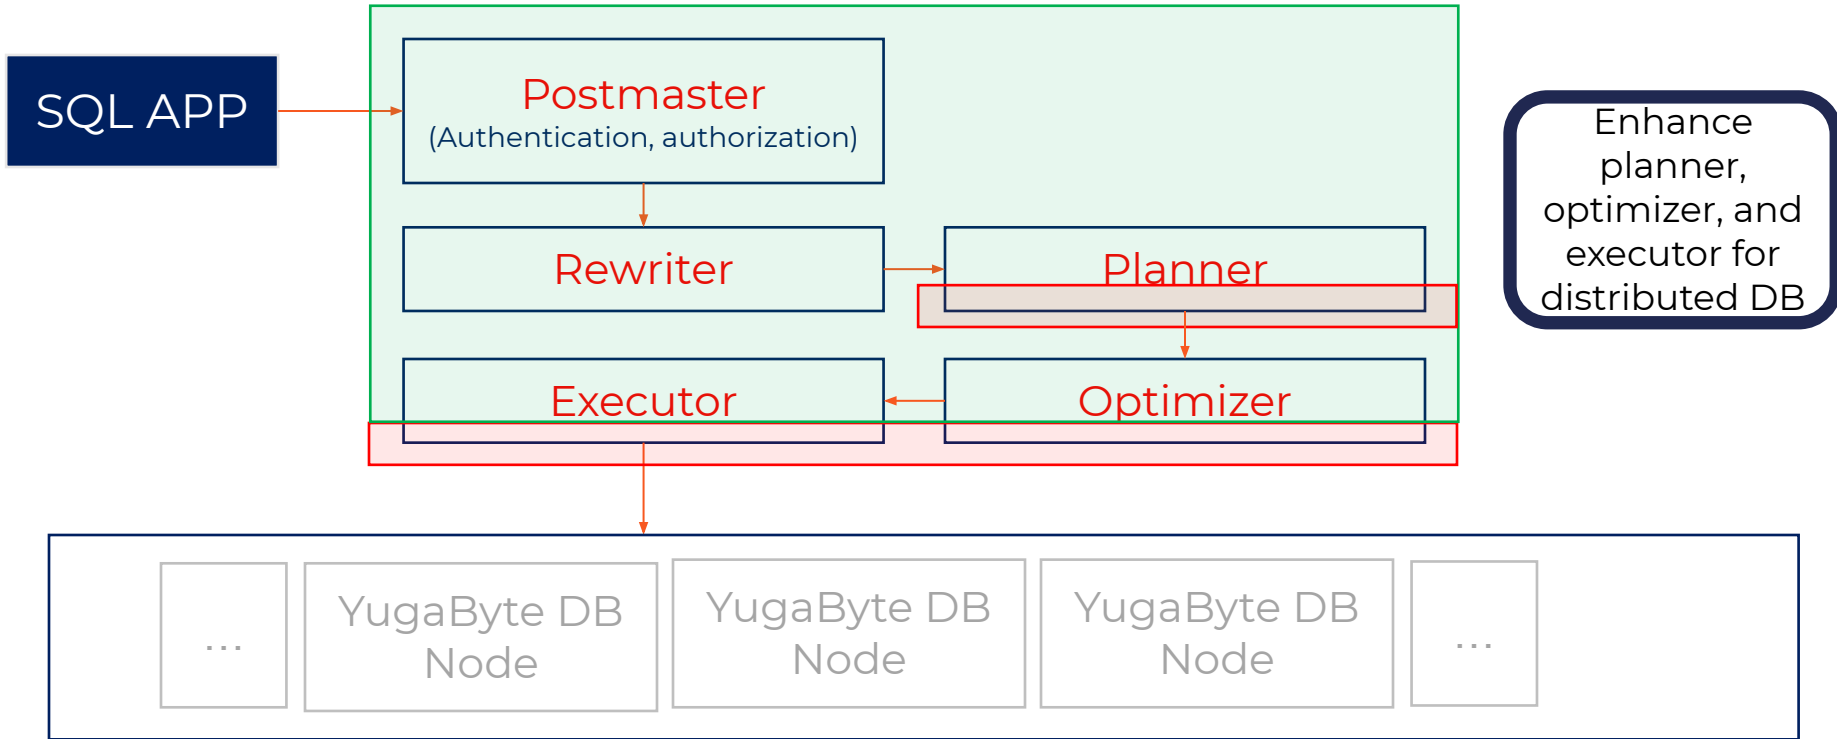 SQL APP
Postmaster
(Authentication, authorization)
Rewriter
Planner
Executor
Optimizer
Enhance
planner,
optimizer, and
executor for
distributed DB
...
YugaByte DB
Node
YugaByte DB
Node
YugaByte DB
Node
...